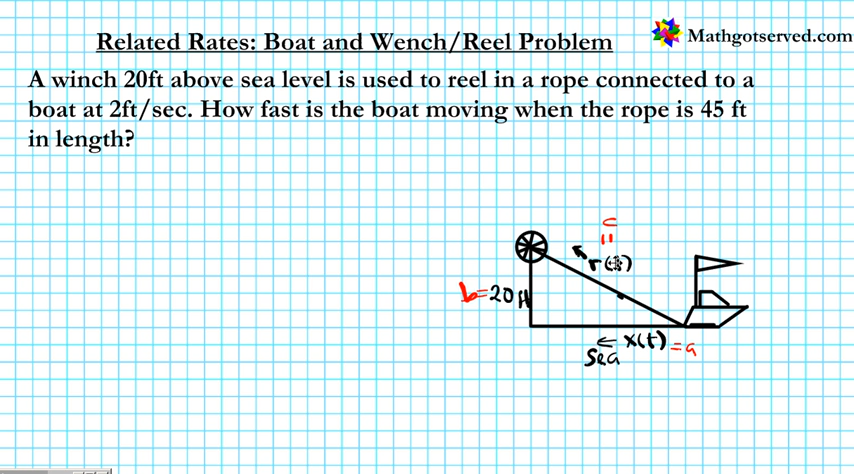 Related Rates: Boat and Wench/Reel Problem
Mathgotserved.com
A winch 20ft above sea level is used to reel in a rope connected to a
boat at 2ft/sec. How fast is the boat moving when the rope is 45 ft
in length?
c
=
r(t)
b=20ft
x(t) = a
Sea